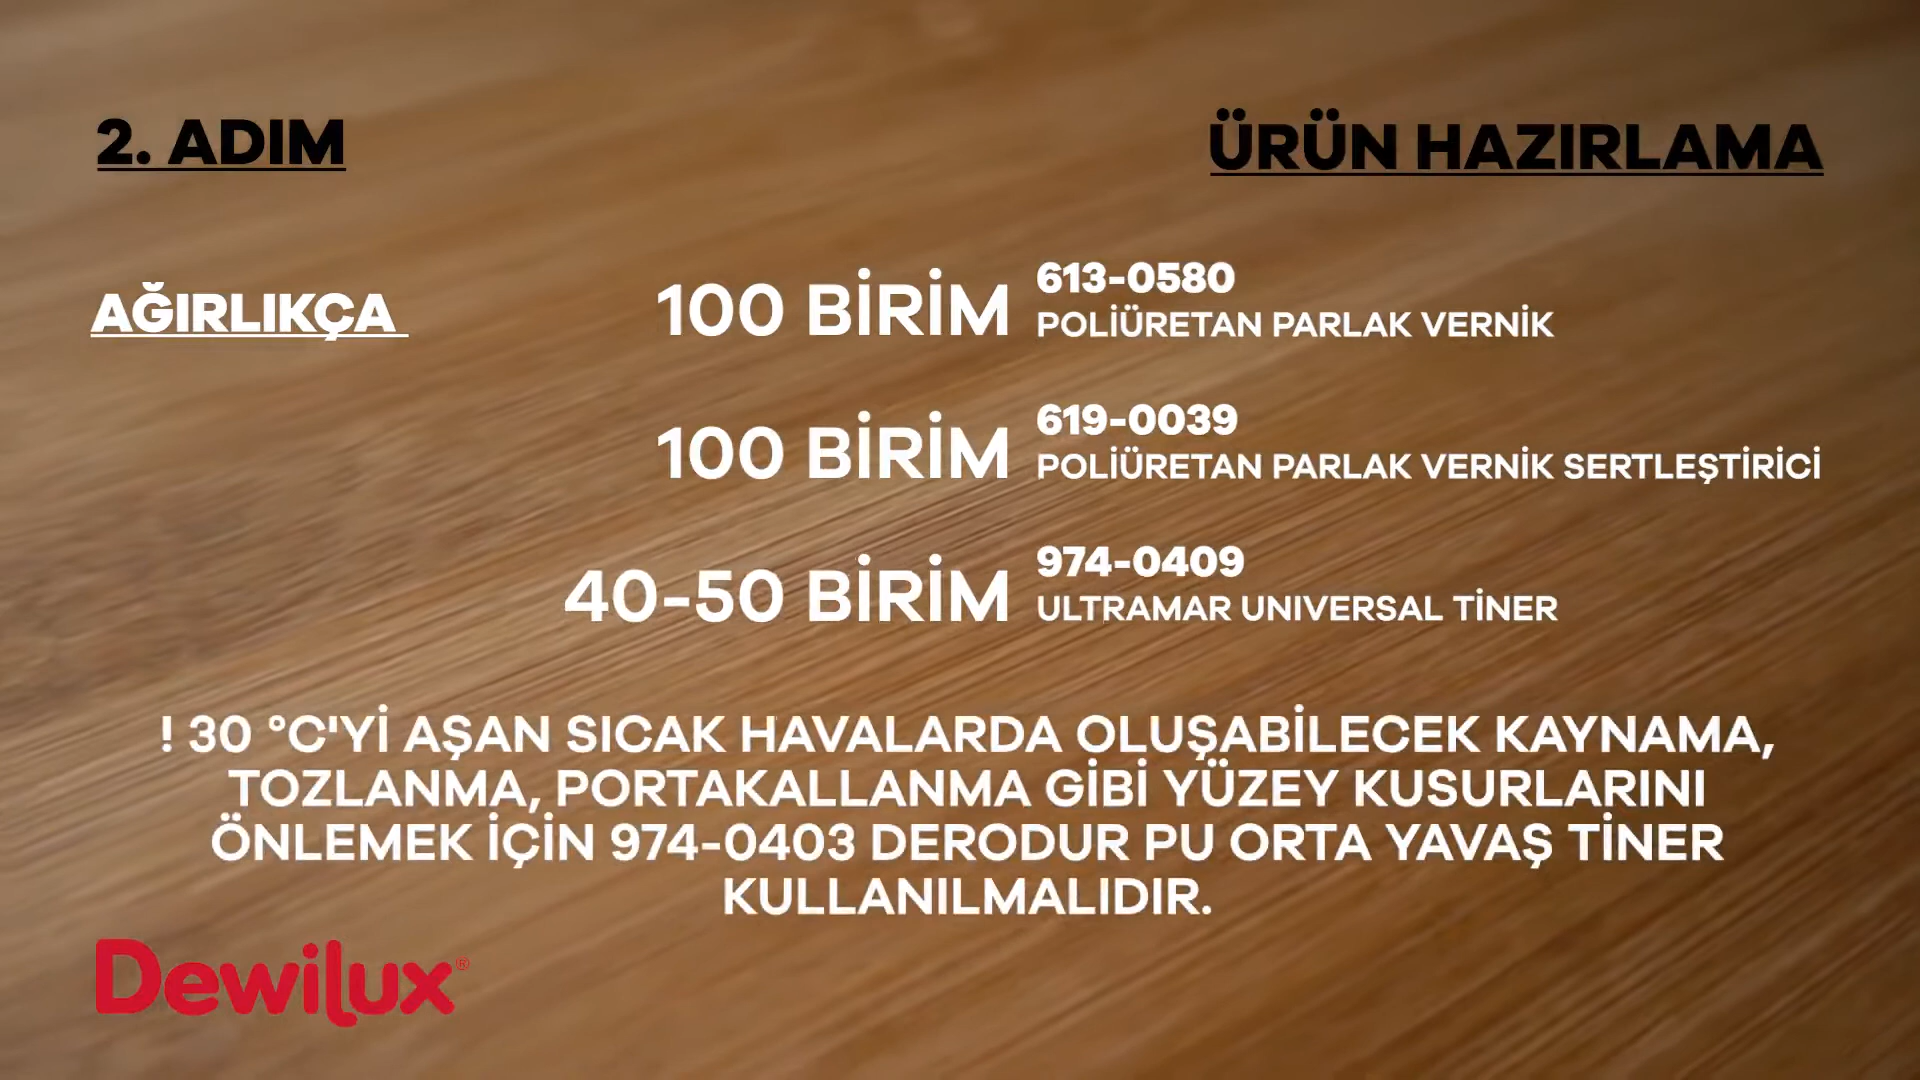 2. ADIM
ÜRÜN HAZIRLAMA
AĞIRLIKÇA
100 BİRİM
613-0580
POLİÜRETAN PARLAK VERNİK
100 BİRİM
619-0039
POLİÜRETAN PARLAK VERNİK SERTLEŞTİRİCİ
40-50 BİRİM
974-0409
ULTRAMAR UNIVERSAL TİNER
! 30 °C'Yİ AŞAN SICAK HAVALARDA OLUŞABİLECEK KAYNAMA,
TOZLANMA, PORTAKALLANMA GİBİ YÜZEY KUSURLARINI
ÖNLEMEK İÇİN 974-0403 DERODUR PU ORTA YAVAŞ TİNER
KULLANILMALIDIR.
Dewilux®